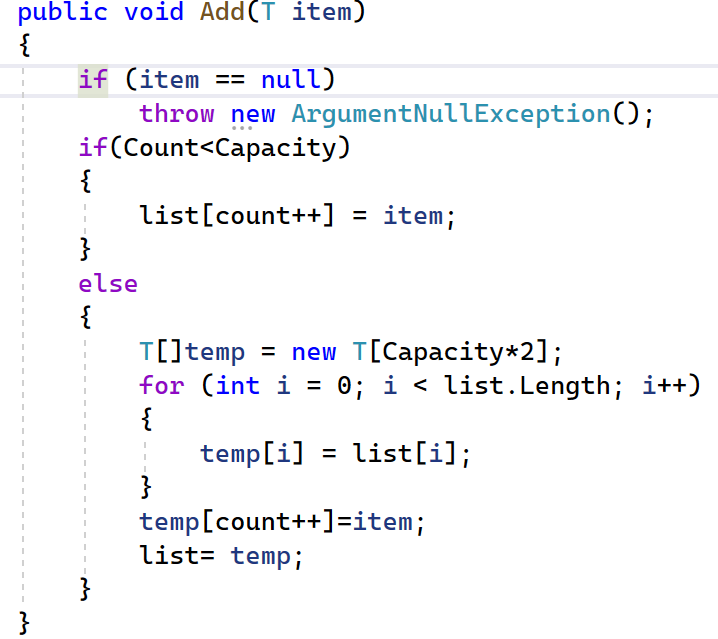 public void Add(T item)
{
    if (item == null)
        throw new ArgumentNullException();
    if(Count<Capacity)
    {
        list[count++] = item;
    }
    else
    {
        T[]temp = new T[Capacity*2];
        for (int i = 0; i < list.Length; i++)
        {
            temp[i] = list[i];
        }
        temp[count++]=item;
        list= temp;
    }
}